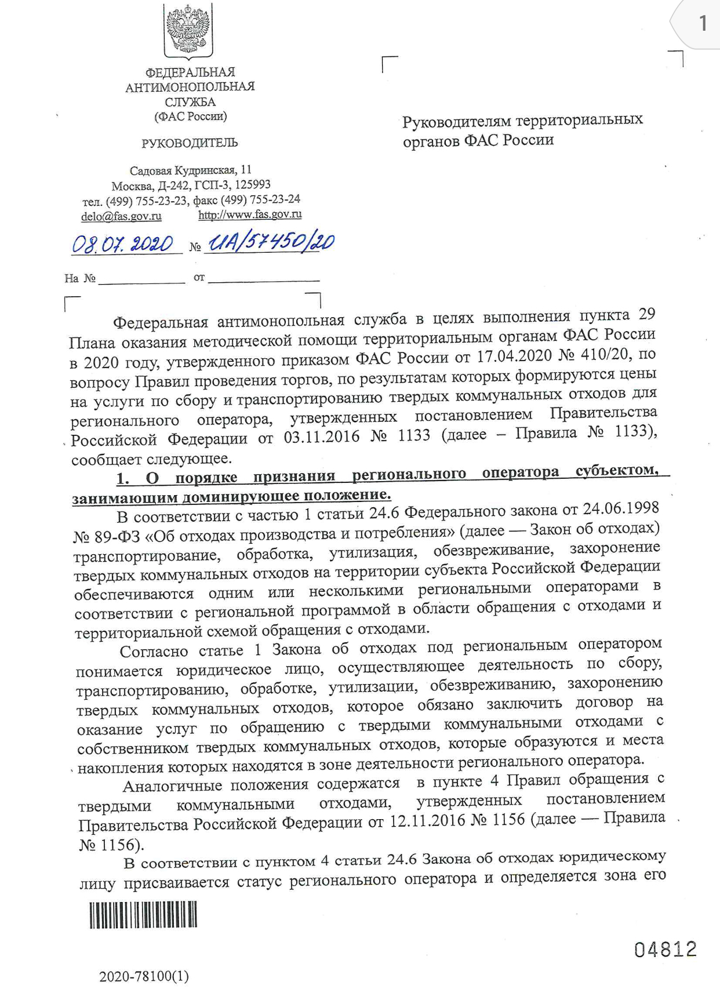 1
ФЕДЕРАЛЬНАЯ
АНТИМОНОПОЛЬНАЯ
СЛУЖБА
(ФАС России)
РУКОВОДИТЕЛЬ
Садовая Кудринская, 11
Москва, Д-242, ГСП-3, 125993
тел. (499) 755-23-23, факс (499) 755-23-24
delo@fas.gov.ru http://www.fas.gov.ru
08.07.2020 № ИА/57450/20
На № от
Руководителям территориальных
органов ФАС России
Федеральная антимонопольная служба в целях выполнения пункта 29
Плана оказания методической помощи территориальным органам ФАС России
в 2020 году, утвержденного приказом ФАС России от 17.04.2020 № 410/20, по
вопросу Правил проведения торгов, по результатам которых формируются цены
на услуги по сбору и транспортированию твердых коммунальных отходов для
регионального оператора, утвержденных постановлением Правительства
Российской Федерации от 03.11.2016 № 1133 (далее – Правила № 1133),
сообщает следующее.
1. О порядке признания регионального оператора субъектом,
занимающим доминирующее положение.
В соответствии с частью 1 статьи 24.6 Федерального закона от 24.06.1998
№ 89-ФЗ «Об отходах производства и потребления» (далее — Закон об отходах)
транспортирование, обработка, утилизация, обезвреживание, захоронение
твердых коммунальных отходов на территории субъекта Российской Федерации
обеспечиваются одним или несколькими региональными операторами в
соответствии с региональной программой в области обращения с отходами и
территориальной схемой обращения с отходами.
Согласно статье 1 Закона об отходах под региональным оператором
понимается юридическое лицо, осуществляющее деятельность по сбору,
транспортированию, обработке, утилизации, обезвреживанию, захоронению
твердых коммунальных отходов, которое обязано заключить договор на
оказание услуг по обращению с твердыми коммунальными отходами с
собственником твердых коммунальных отходов, которые образуются и места
накопления которых находятся в зоне деятельности регионального оператора.
Аналогичные положения содержатся в пункте 4 Правил обращения с
твердыми коммунальными отходами, утвержденных постановлением
Правительства Российской Федерации от 12.11.2016 № 1156 (далее — Правила
№ 1156).
В соответствии с пунктом 4 статьи 24.6 Закона об отходах юридическому
лицу присваивается статус регионального оператора и определяется зона его
04812
2020-78100(1)